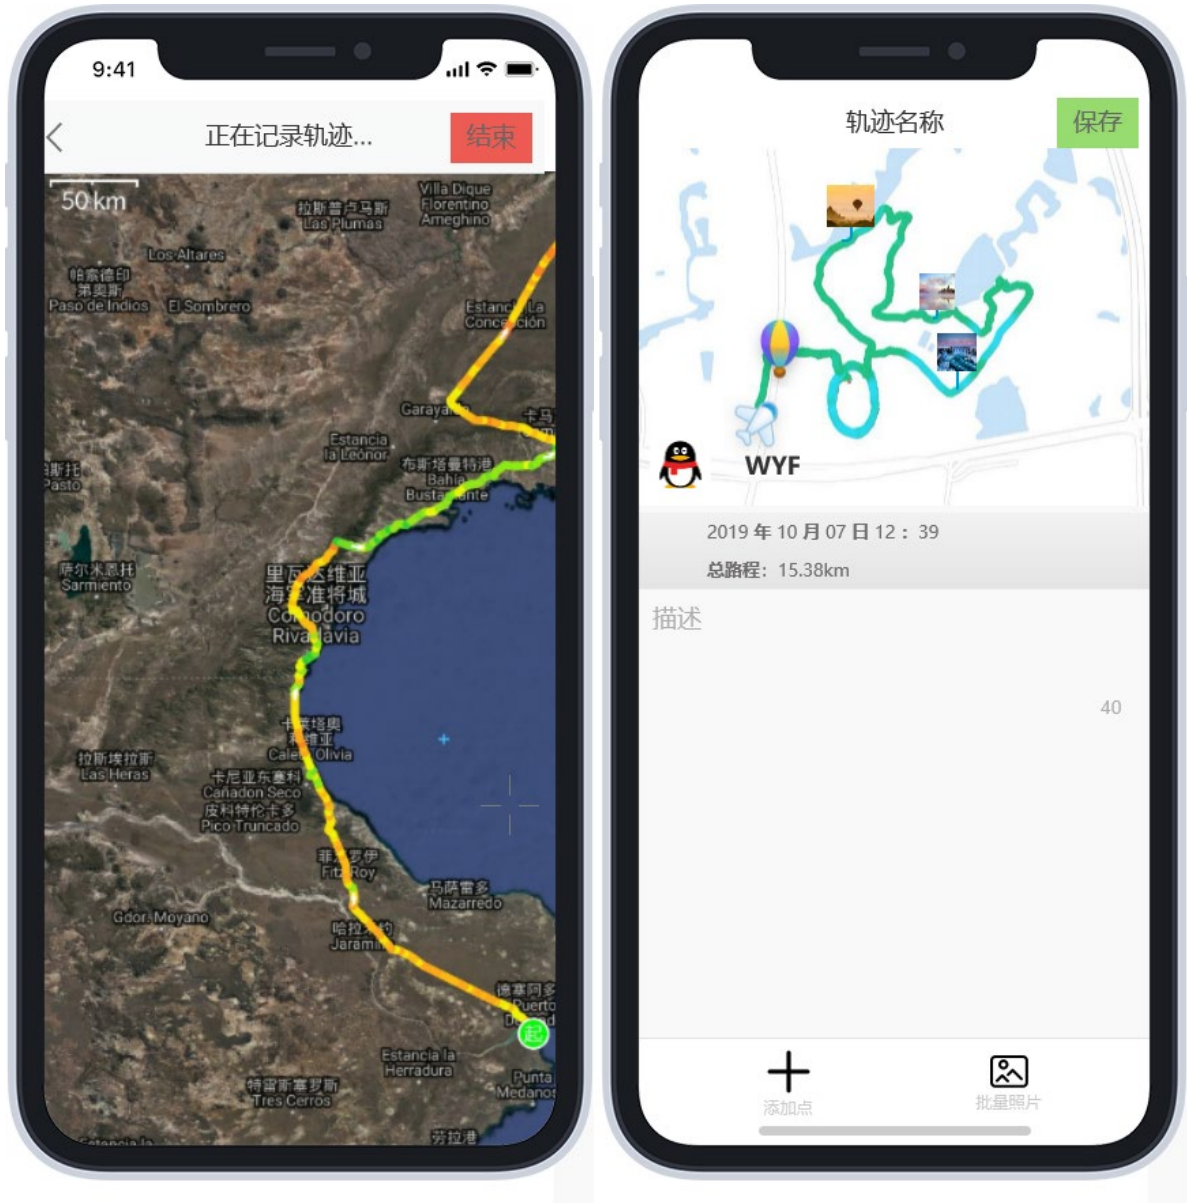 9:41
正在记录轨迹...
结束
50 km
Villa Dique
Florentino
Ameghino
拉斯普卢马斯
Las Plumas
Los Altares
帕索德印
第奥斯
Paso de Indios
El Sombrero
Estancia La
Concepción
Garayalde
卡马
Estancia
la Leonor
布斯塔曼特港
Bahía
Bustamante
斯托
Pasto
萨尔米恩托
Sarmiento
里瓦达维亚
海军准将城
Comodoro
Rivadavia
卡莱塔奥
利维亚
Caleta Olivia
拉斯埃拉斯
Las Heras
卡尼亚东塞科
Cañadon Seco
皮科特伦卡多
Pico Truncado
菲茨罗伊
Fitz Roy
马萨雷多
Mazarredo
Gdor. Moyano
哈拉米约
Jaramillo
德塞阿多
Puerto
起
Estancia la
Herradura
Punta
Medanos
特雷斯塞罗斯
Tres Cerros
劳拉港
Estancia la
轨迹名称
保存
WYF
2019 年 10 月 07 日 12 : 39
总路程: 15.38km
描述
40
添加点
批量照片